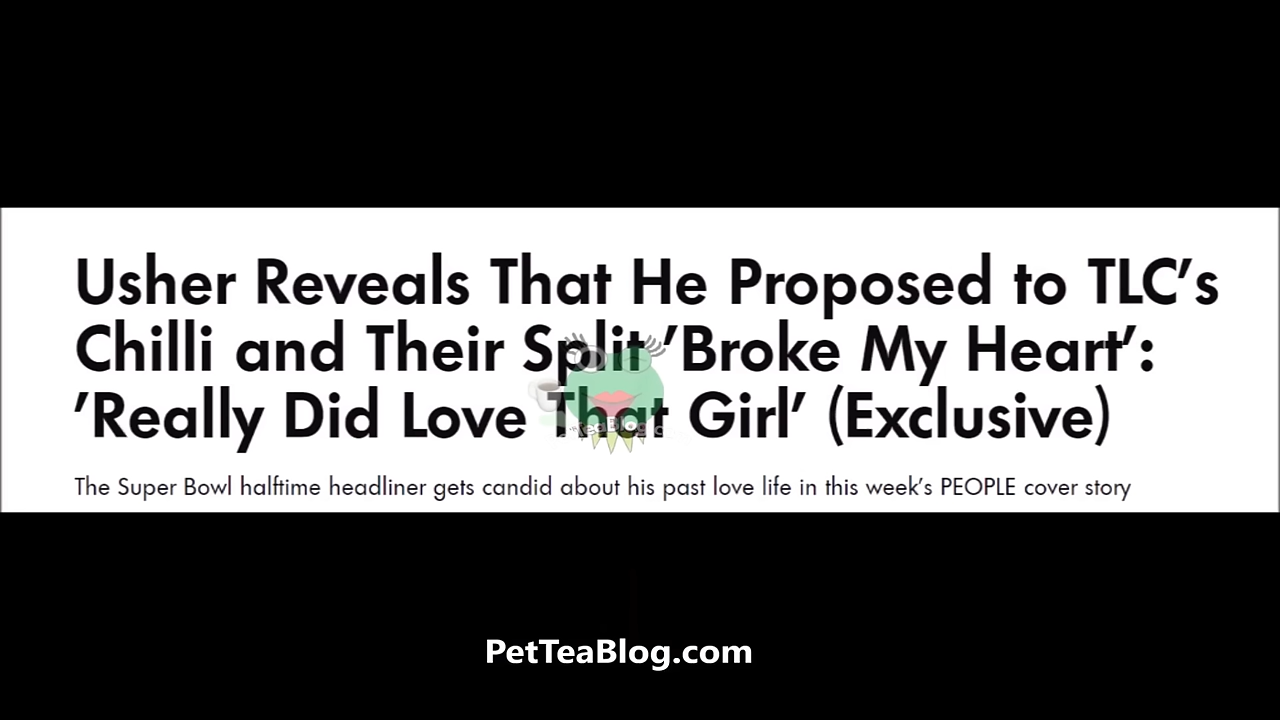 Usher Reveals That He Proposed to TLC’s
Chilli and Their Split ’Broke My Heart’:
’Really Did Love That Girl’ (Exclusive)
TeaBlog
The Super Bowl halftime headliner gets candid about his past love life in this week’s PEOPLE cover story
PetTeaBlog.com